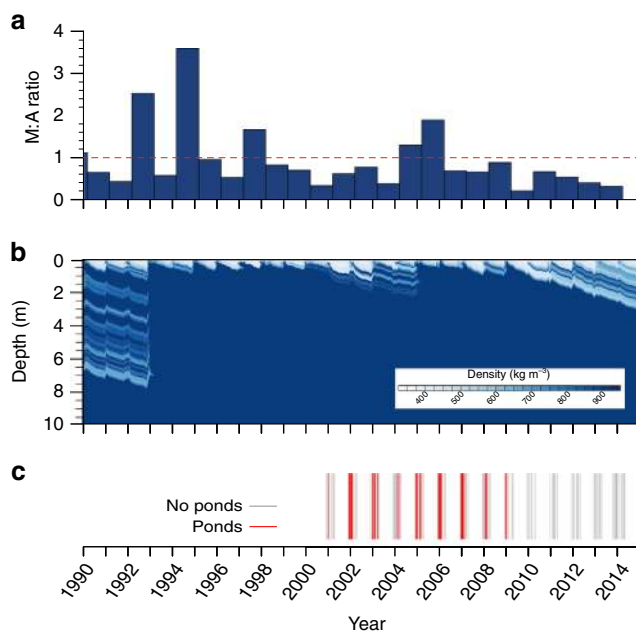 a
4
3
2
1
0
M:A ratio
b
0
2
4
6
8
10
Depth (m)
Density (kg m⁻³)
400 500 600 700 800 900
c
No ponds
Ponds
1990 1992 1994 1996 1998 2000 2002 2004 2006 2008 2010 2012 2014
Year